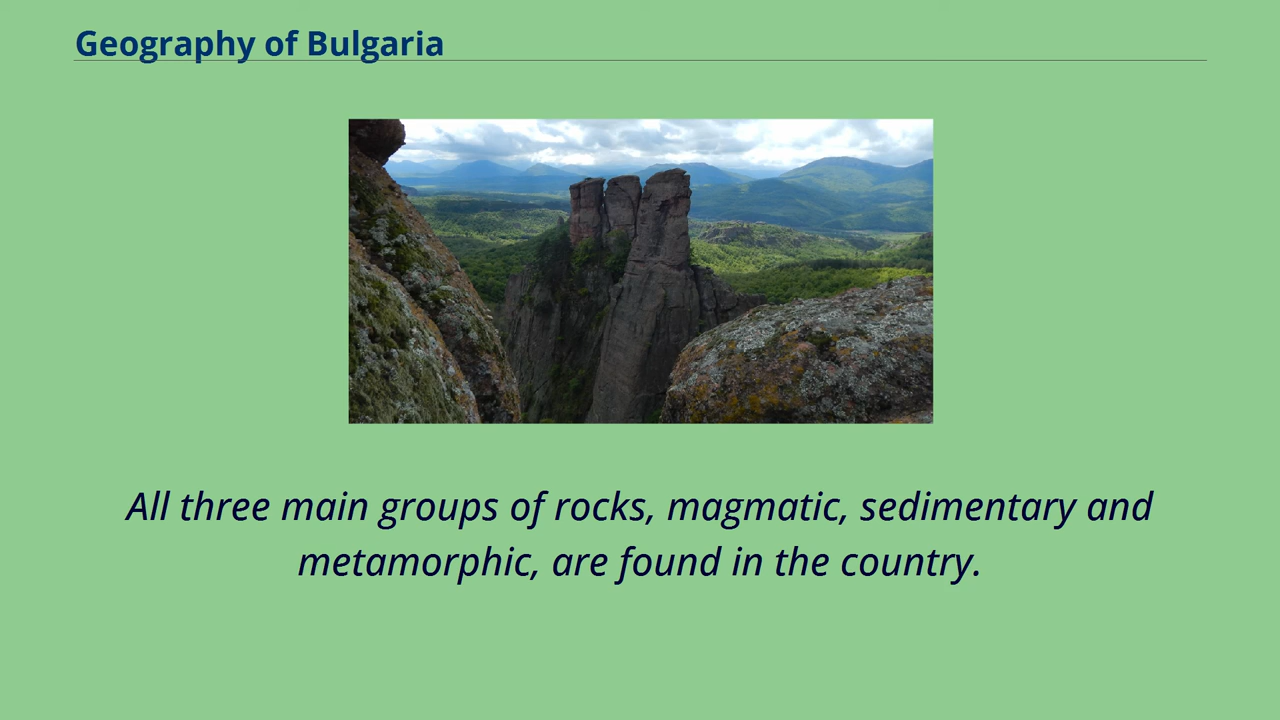 Geography of Bulgaria
All three main groups of rocks, magmatic, sedimentary and
metamorphic, are found in the country.